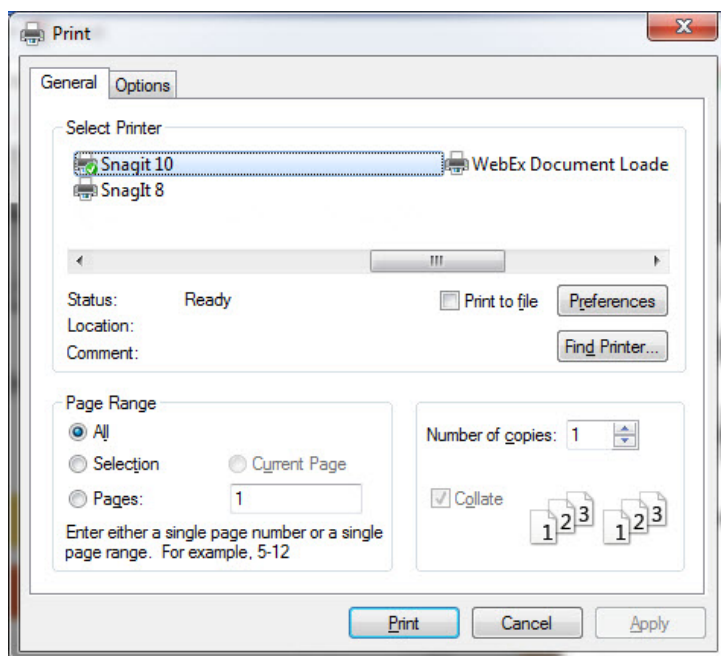 Print
General
Options
Select Printer
Snagit 10
WebEx Document Loade
SnagIt 8
Status: Ready
Print to file
Preferences
Location:
Comment:
Find Printer...
Page Range
All
Selection
Current Page
Pages: 1
Enter either a single page number or a single
page range. For example, 5-12
Number of copies: 1
Collate
1 2 3 1 2 3
Print
Cancel
Apply